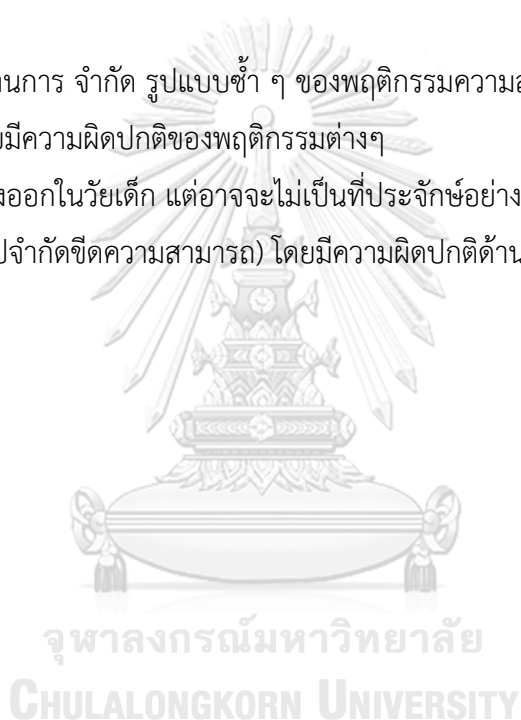 านการ จำกัด รูปแบบซ้ำ ๆ ของพฤติกรรมความส
มีความผิดปกติของพฤติกรรมต่างๆ
งออกในวัยเด็ก แต่อาจจะไม่เป็นที่ประจักษ์อย่าง
ปจำกัดขีดความสามารถ) โดยมีความผิดปกติด้าน
จุฬาลงกรณ์มหาวิทยาลัย
CHULALONGKORN UNIVERSITY